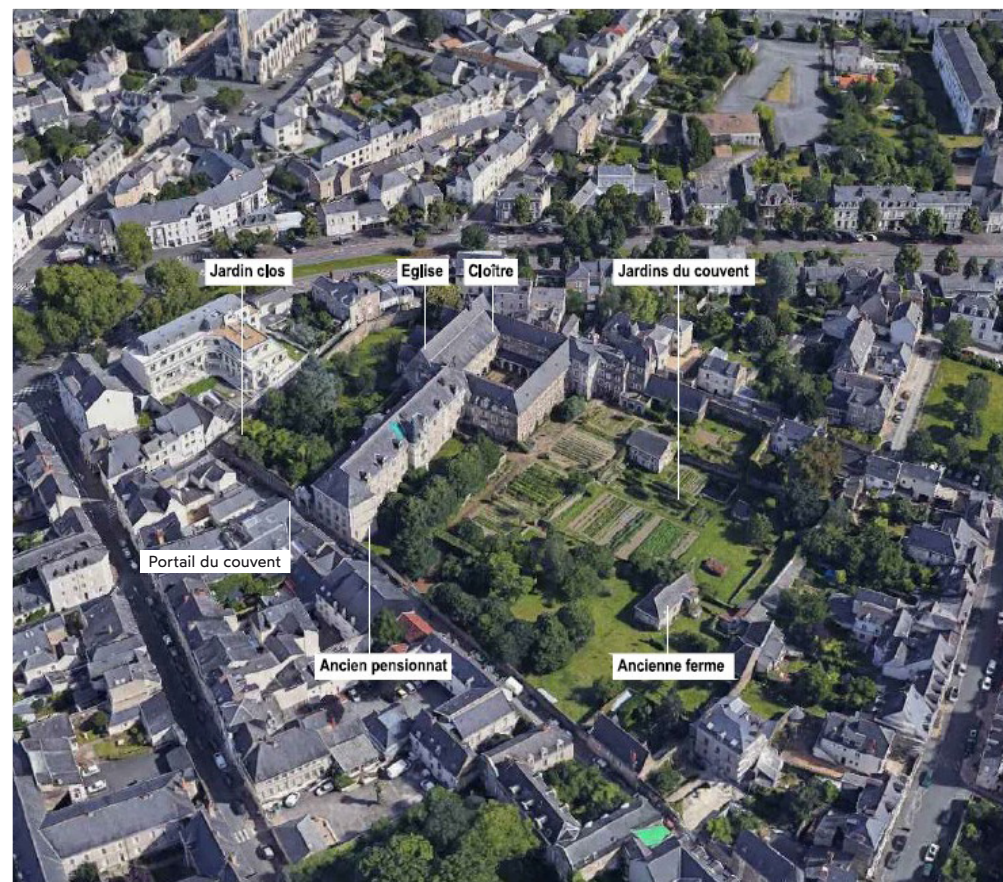 Jardin clos
Eglise
Cloître
Jardins du couvent
Portail du couvent
Ancien pensionnat
Ancienne ferme